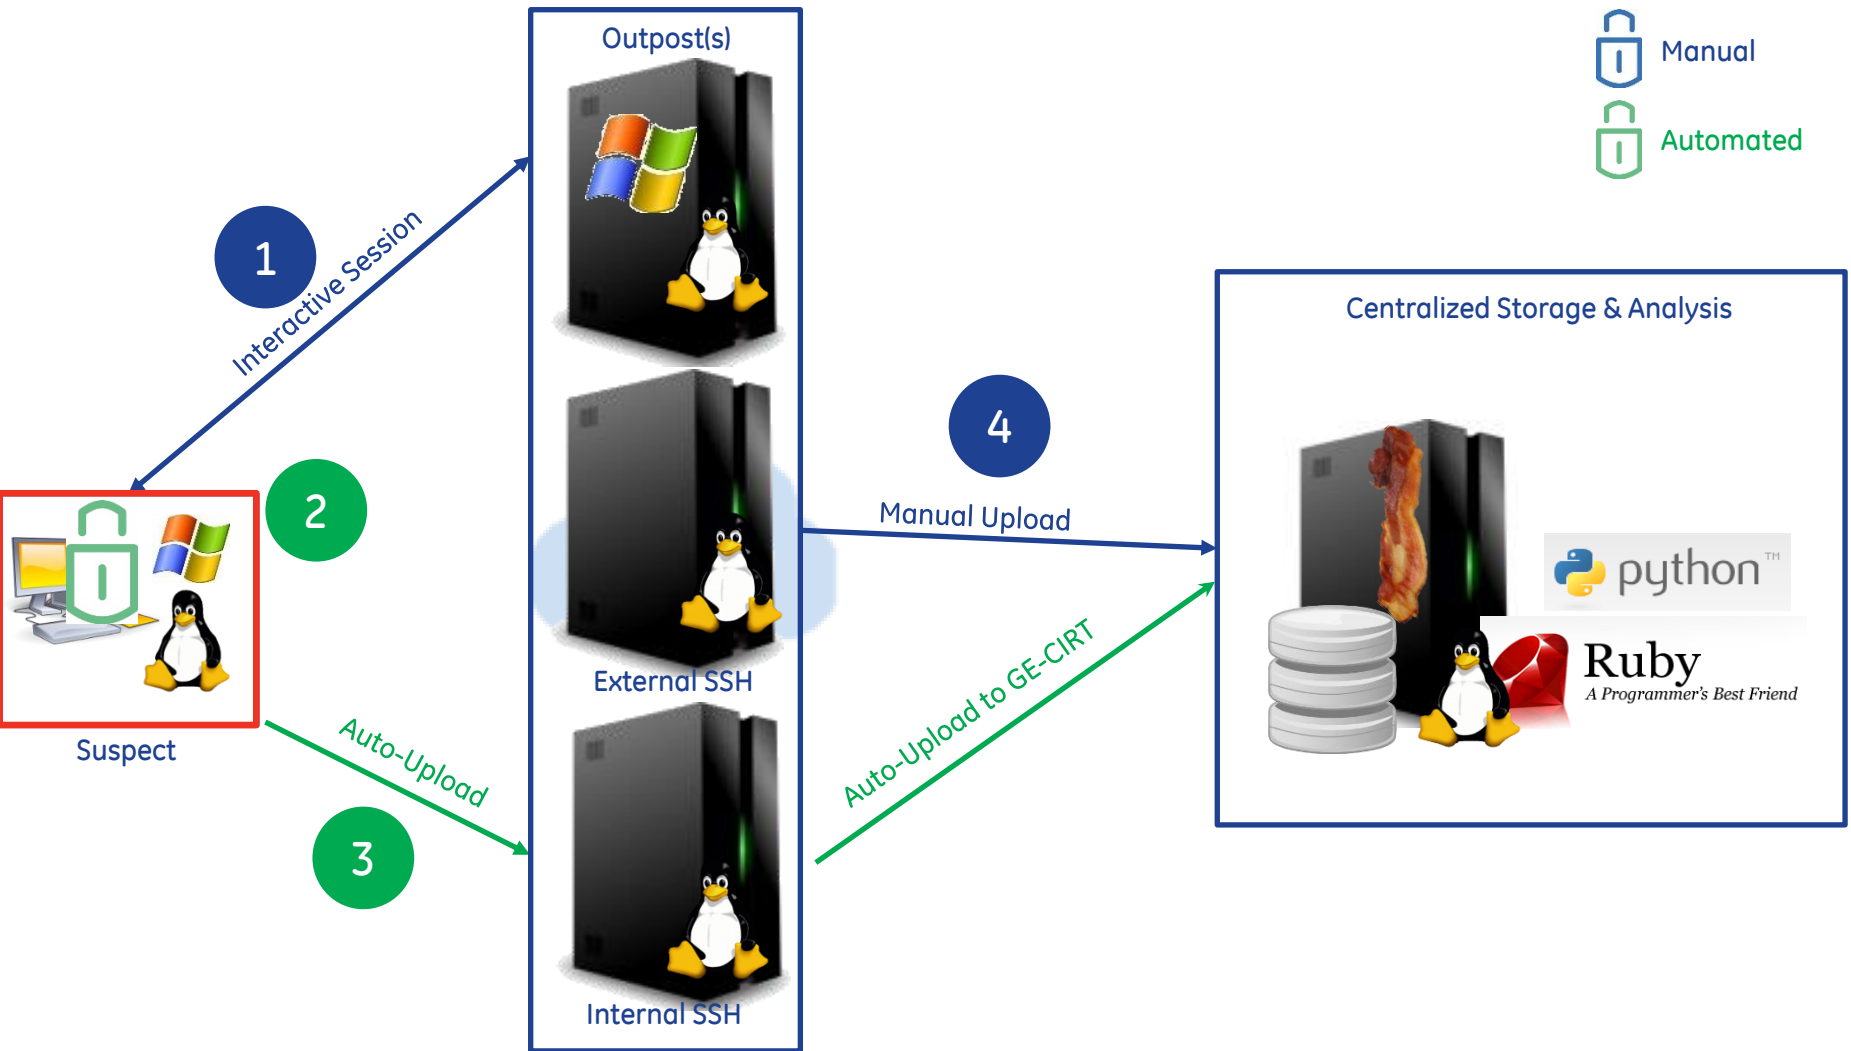 Outpost(s)
Manual
Automated
1
Interactive Session
Centralized Storage & Analysis
4
Manual Upload
2
python™
External SSH
Ruby
A Programmer's Best Friend
Suspect
Auto-Upload
Auto-Upload to GE-CIRT
3
Internal SSH